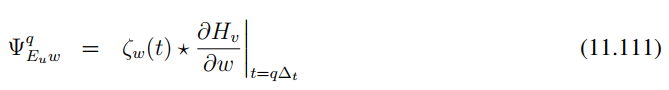 Ψ^q_{E_u w} = ζ_w(t) ⋆ ∂H_v/∂w |_{t=qΔ_t} (11.111)